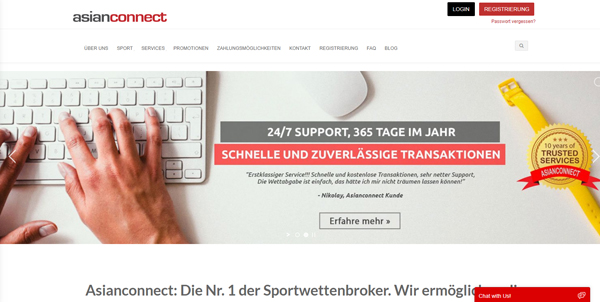 asianconnect
LOGIN
REGISTRIERUNG
Passwort vergessen?
ÜBER UNS SPORT SERVICES PROMOTIONEN ZAHLUNGSMÖGLICHKEITEN KONTAKT REGISTRIERUNG FAQ BLOG
24/7 SUPPORT, 365 TAGE IM JAHR
SCHNELLE UND ZUVERLÄSSIGE TRANSAKTIONEN
"Erstklassiger Service!!! Schnelle und kostenlose Transaktionen, sehr netter Support,
Die Wettabgabe ist einfach, das hätte ich mir nicht träumen lassen können!"
- Nikolay, Asianconnect Kunde
Erfahre mehr »
10 years of
TRUSTED
SERVICES
ASIANCONNECT
Asianconnect: Die Nr. 1 der Sportwettenbroker. Wir
Chat with Us!